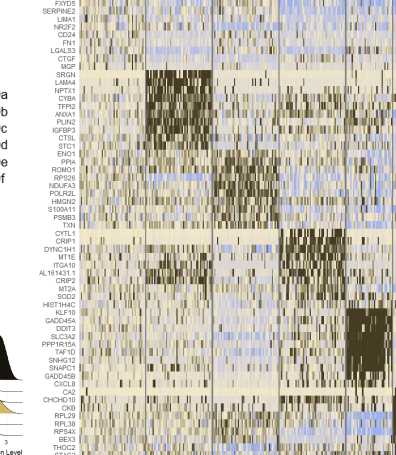 FXYD5
SERPINE2
LIMA1
NR2F2
CD24
FN1
LGALS3
CTGF
MGP
SRGN
LAMA4
NPTX1
CYBA
TFPI2
ANXA1
PLIN2
IGFBP3
CTSL
STC1
ENO1
PPIA
ROMO1
RPS26
NDUFA3
POLR2L
HMGN2
S100A11
PSMB3
TXN
CYTL1
CRIP1
DYNC1H1
MT1E
ITGA10
AL161431.1
CRIP2
MT2A
SOD2
HIST1H4C
KLF10
GADD45A
DDIT3
SLC3A2
PPP1R15A
TAF1D
SNHG12
SNAPC1
GADD45B
CXCL8
CA2
CHCHD10
CKB
RPL29
RPL38
RPS4X
BEX3
THOC2
STAG2
a
b
c
d
e
f
3
n Level